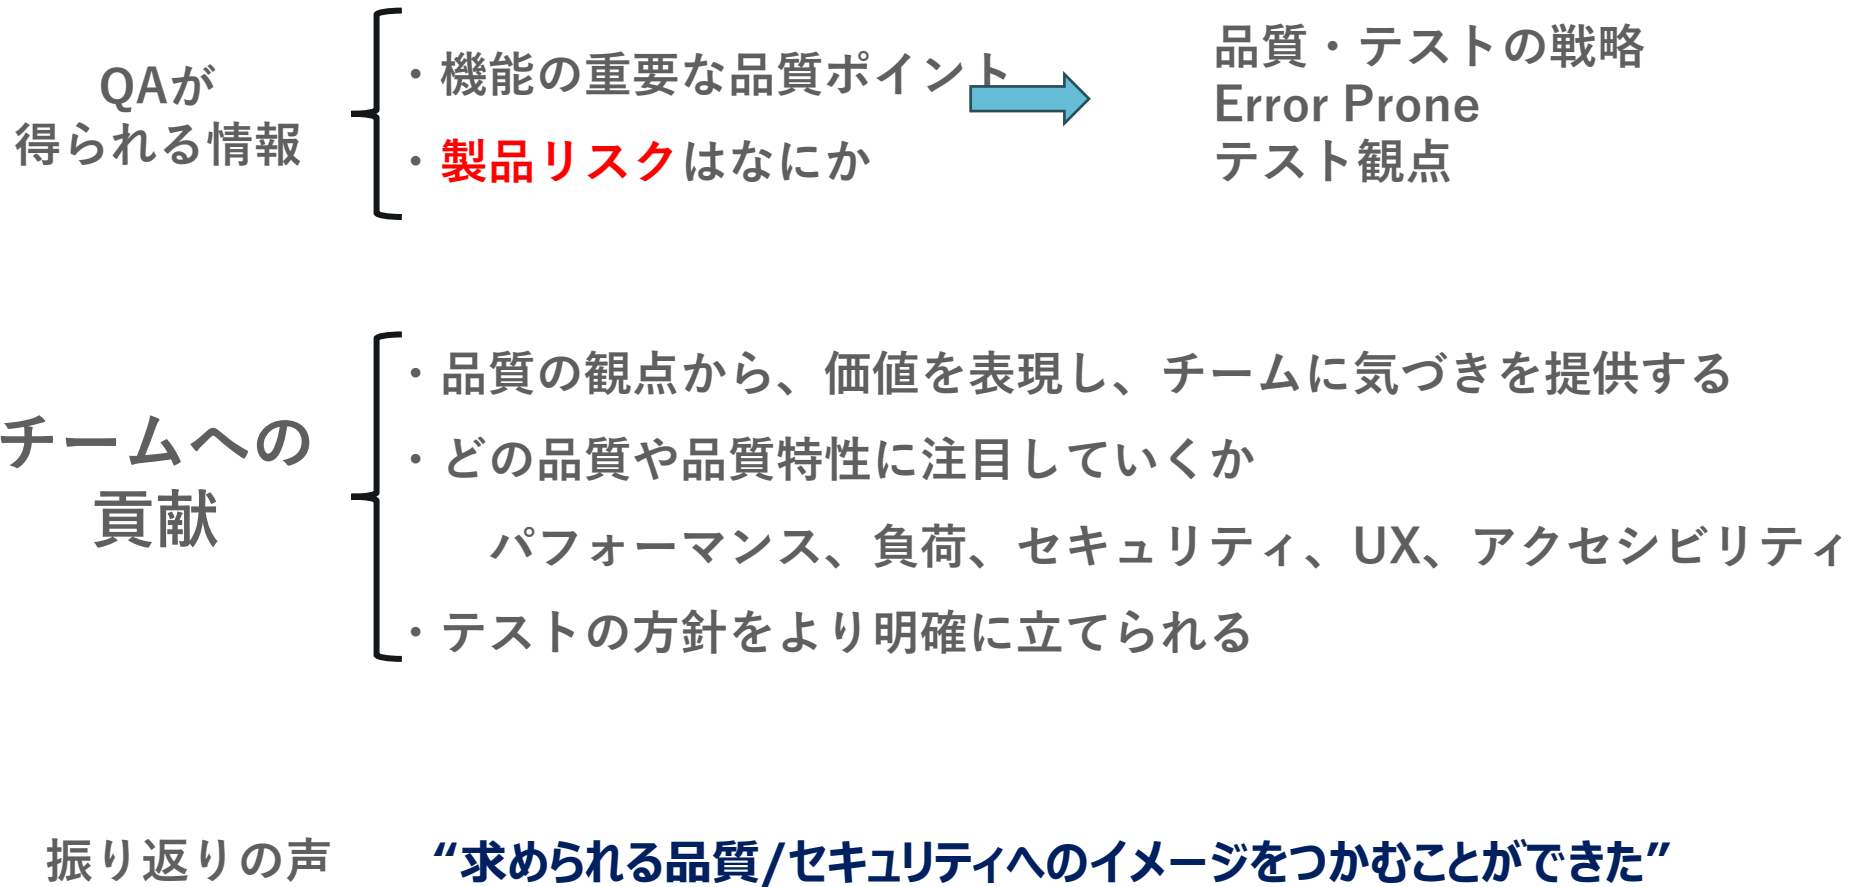 QAが
得られる情報
・機能の重要な品質ポイント
・製品リスクはなにか
品質・テストの戦略
Error Prone
テスト観点
チームへの
貢献
・品質の観点から、価値を表現し、チームに気づきを提供する
・どの品質や品質特性に注目していくか
パフォーマンス、負荷、セキュリティ、UX、アクセシビリティ
・テストの方針をより明確に立てられる
振り返りの声
“求められる品質/セキュリティへのイメージをつかむことができた”